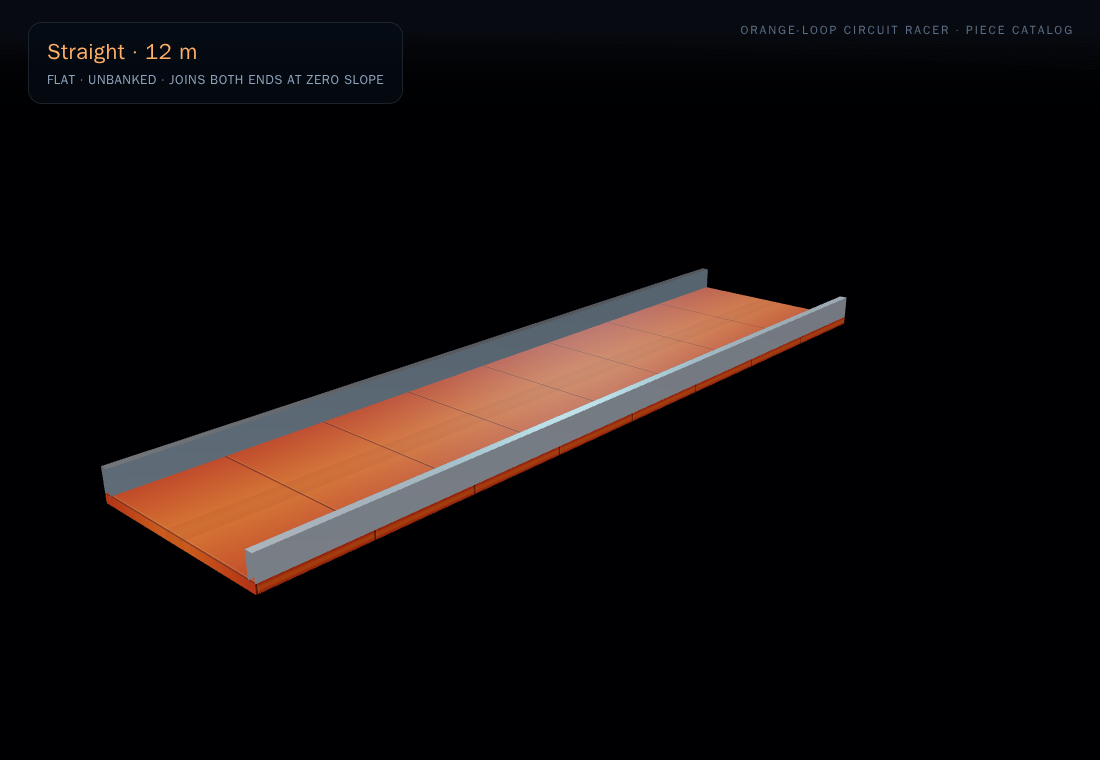 Straight · 12 m
FLAT · UNBANKED · JOINS BOTH ENDS AT ZERO SLOPE
ORANGE-LOOP CIRCUIT RACER · PIECE CATALOG